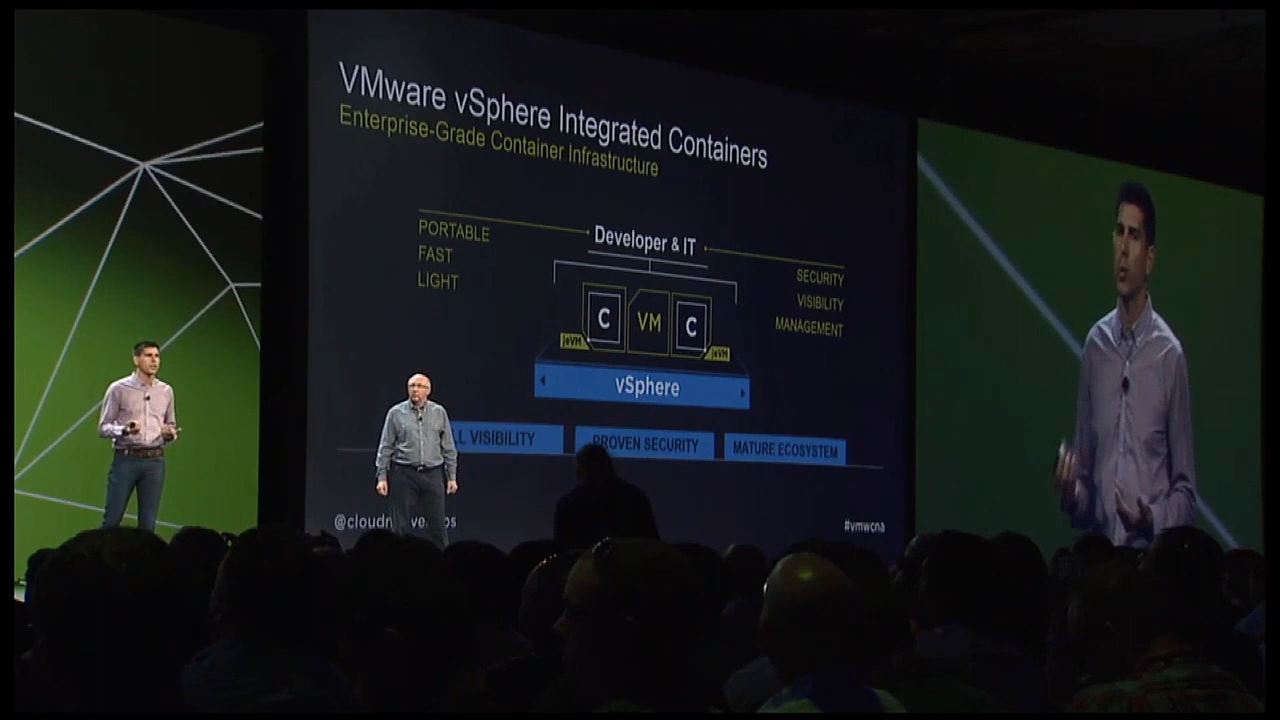 VMware vSphere Integrated Containers
Enterprise-Grade Container Infrastructure
Developer & IT
PORTABLE
FAST
LIGHT
SECURITY
VISIBILITY
MANAGEMENT
C VM C
jeVM jeVM
vSphere
VISIBILITY PROVEN SECURITY MATURE ECOSYSTEM
#vmwcna